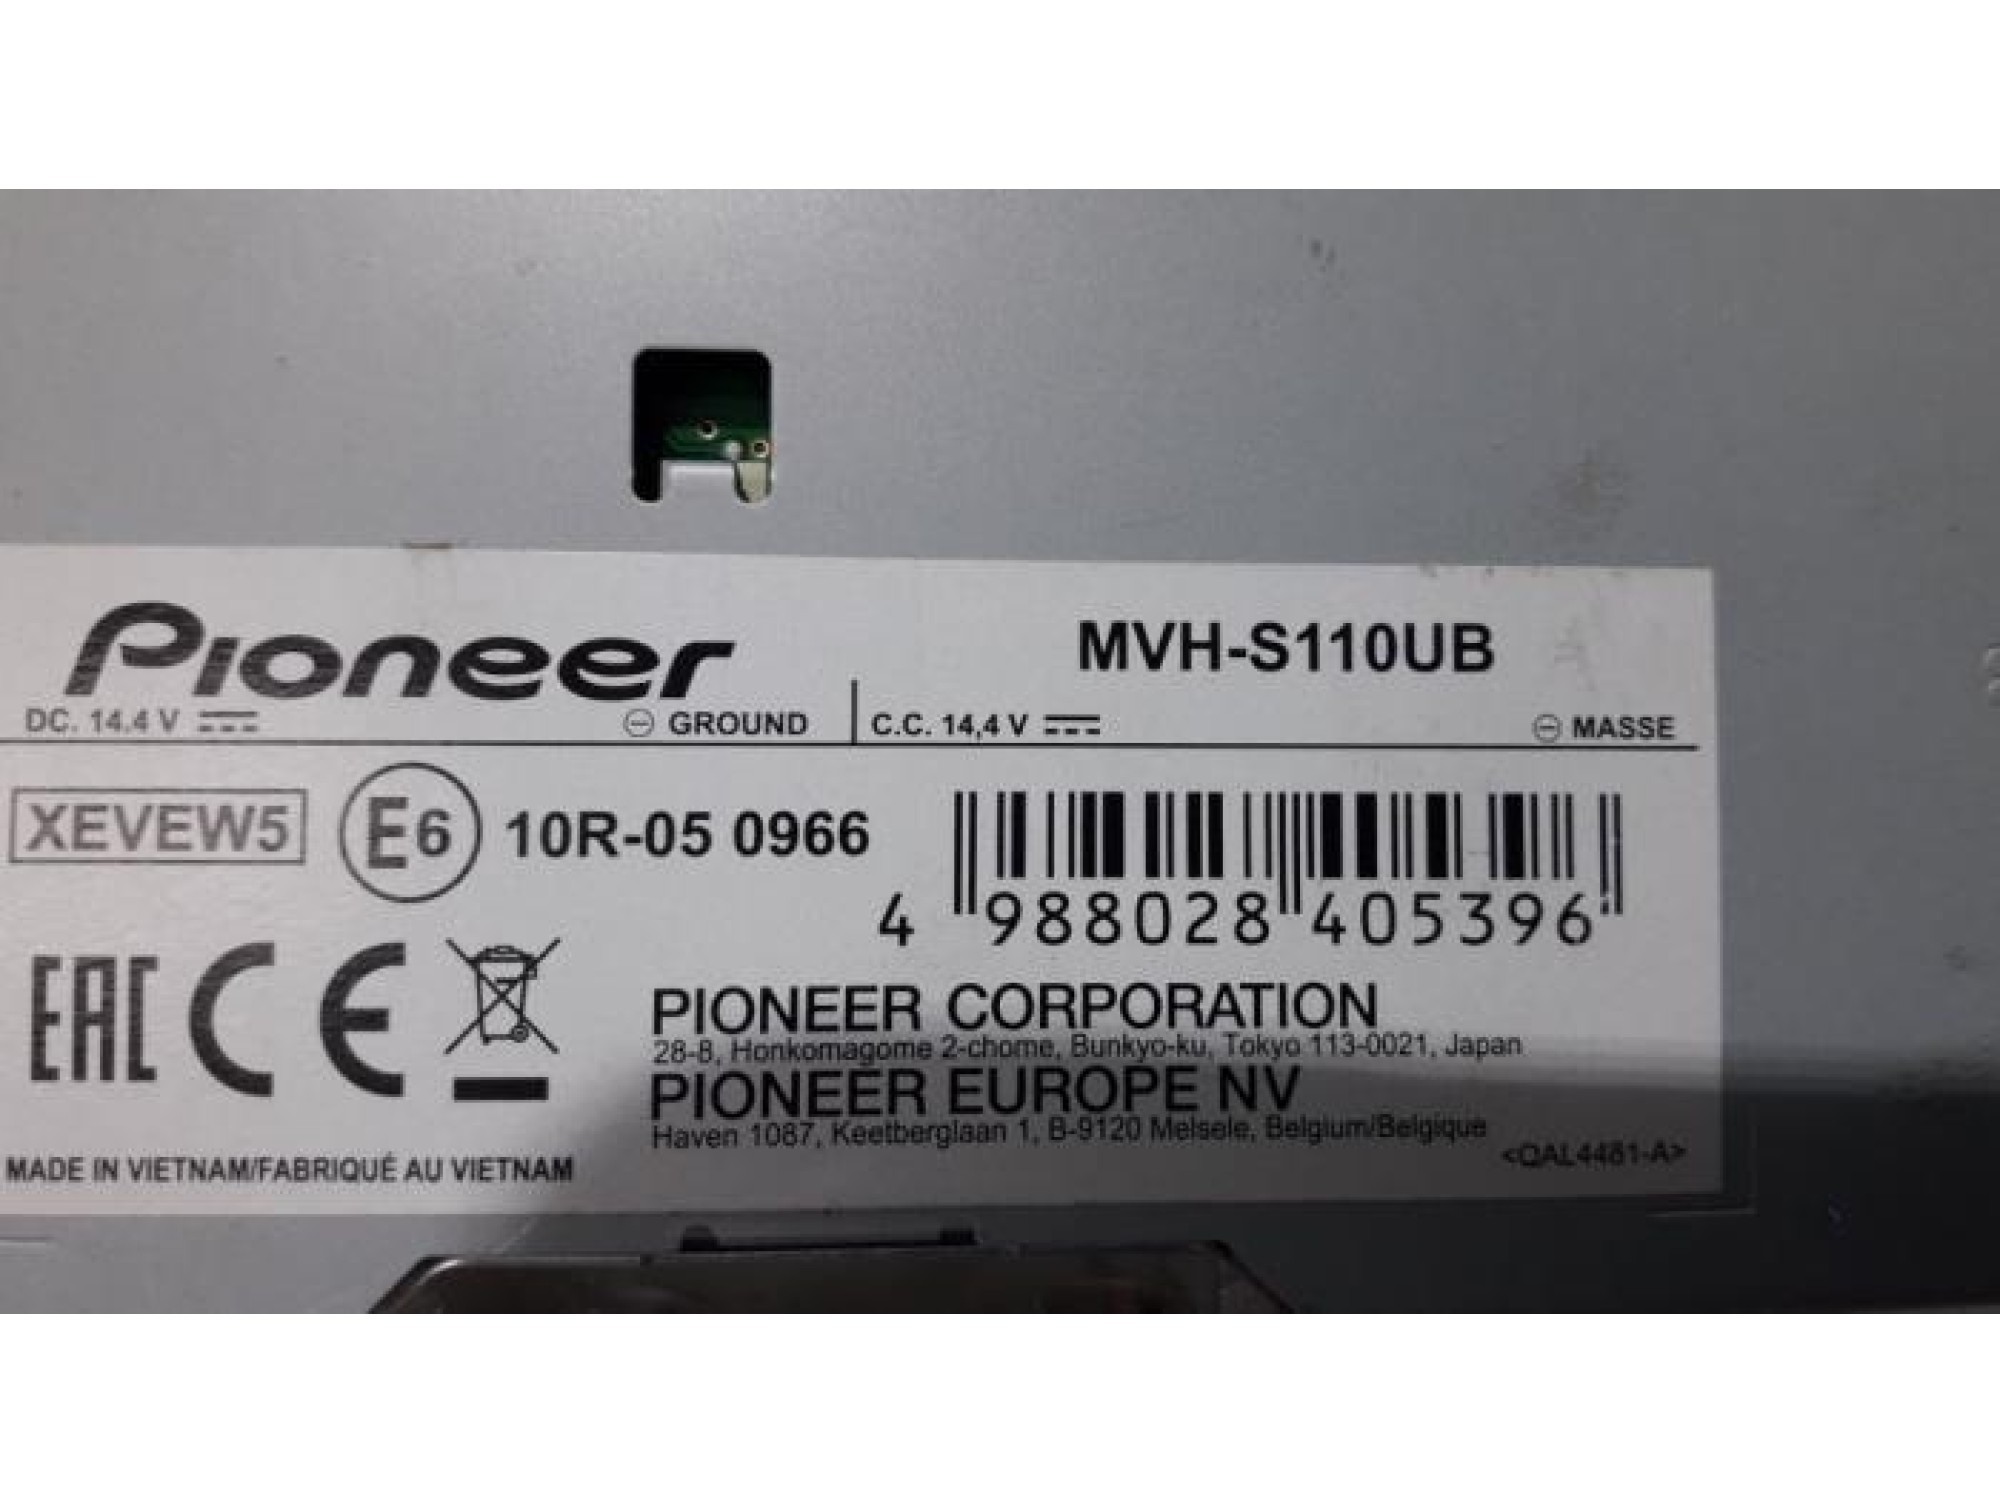 Pioneer
MVH-S110UB
DC. 14.4 V ⊖ GROUND
C.C. 14,4 V ⊖ MASSE
XEVEW5 E6 10R-05 0966
4 988028 405396
EAC CE
PIONEER CORPORATION
28-8, Honkomagome 2-chome, Bunkyo-ku, Tokyo 113-0021, Japan
PIONEER EUROPE NV
Haven 1087, Keetberglaan 1, B-9120 Melsele, Belgium/Belgique
<QAL4481-A>
MADE IN VIETNAM/FABRIQUÉ AU VIETNAM